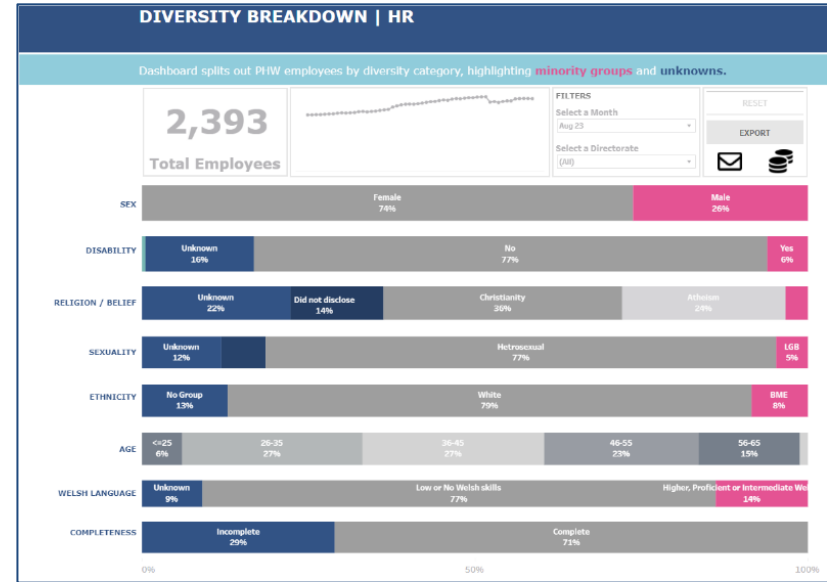 DIVERSITY BREAKDOWN | HR
Dashboard splits out PHW employees by diversity category, highlighting minority groups and unknowns.
2,393
Total Employees
FILTERS
Select a Month
Aug 23
Select a Directorate
(All)
RESET
EXPORT
SEX
Female
74%
Male
26%
DISABILITY
Unknown
16%
No
77%
Yes
6%
RELIGION / BELIEF
Unknown
22%
Did not disclose
14%
Christianity
36%
Atheism
24%
SEXUALITY
Unknown
12%
Hetrosexual
77%
LGB
5%
ETHNICITY
No Group
13%
White
79%
BME
8%
AGE
<=25
6%
26-35
27%
36-45
27%
46-55
23%
56-65
15%
WELSH LANGUAGE
Unknown
9%
Low or No Welsh skills
77%
Higher, Proficient or Intermediate We
14%
COMPLETENESS
Incomplete
29%
Complete
71%
0%
50%
100%